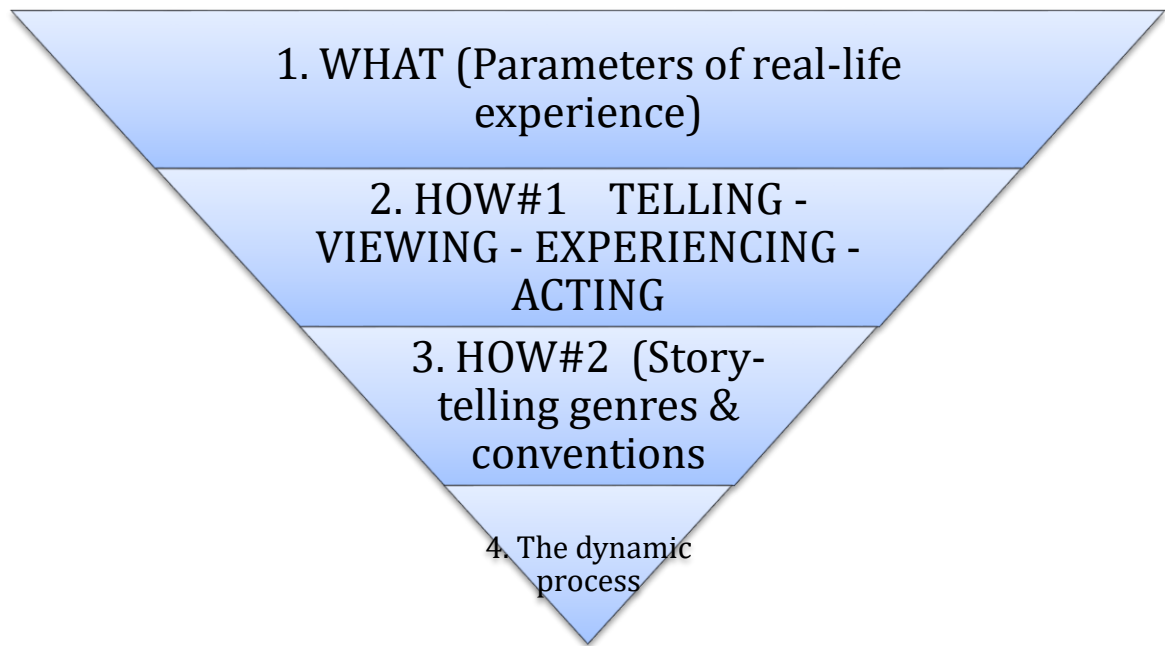 1. WHAT (Parameters of real-life
experience)
2. HOW#1    TELLING -
VIEWING - EXPERIENCING -
ACTING
3. HOW#2  (Story-
telling genres &
conventions
4. The dynamic
process